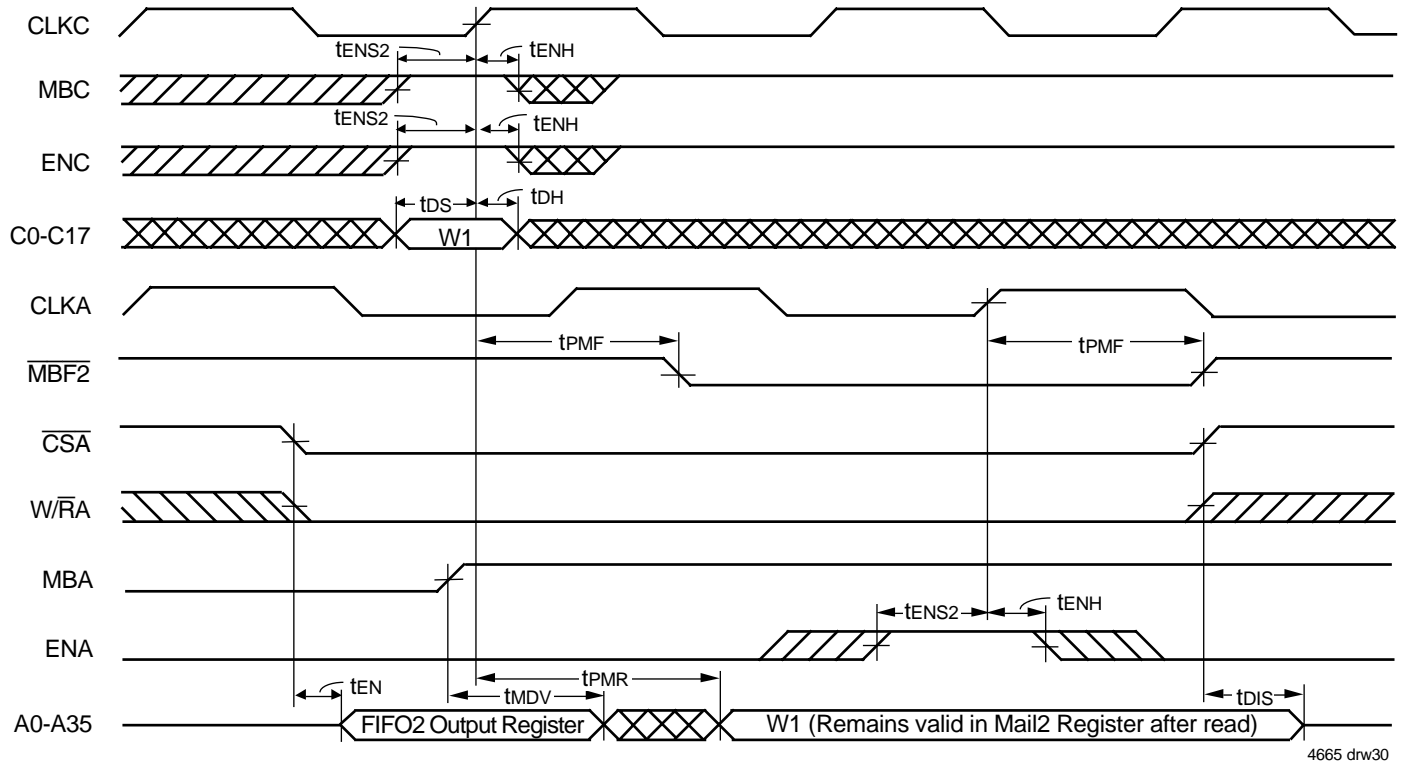 CLKC
tENS2 tENH
MBC
tENS2 tENH
ENC
tDS tDH
C0-C17 W1
CLKA
tPMF tPMF
MBF2
CSA
W/RA
MBA
tENS2 tENH
ENA
tEN tPMR
tMDV tDIS
A0-A35 FIFO2 Output Register W1 (Remains valid in Mail2 Register after read)
4665 drw30